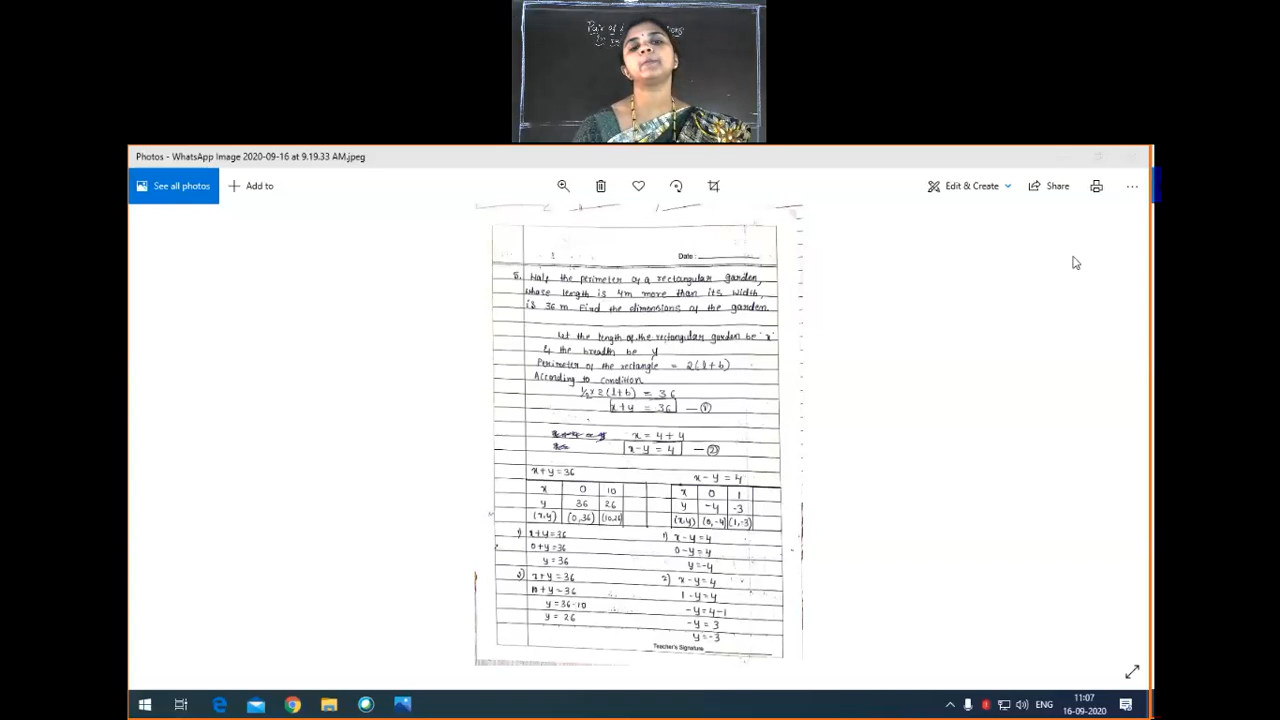 Pair of
Photos - WhatsApp Image 2020-09-16 at 9.19.33 AM.jpeg
See all photos
Add to
Edit & Create
Share
Date :
5. Half the perimeter of a rectangular garden,
whose length is 4m more than its width,
is 36 m. Find the dimensions of the garden.
Let the length of the rectangular garden be 'x'
& the breadth be y
Perimeter of the rectangle = 2(l+b)
According to condition
1/2 × 2(l+b) = 36
x+y = 36 — ①
x = 4+4
x-y = 4 — ②
x+y = 36
x 0 10
y 36 26
(x,y) (0,36) (10,26)
x-y = 4
x 0 1
y -4 -3
(x,y) (0,-4) (1,-3)
1) x+y=36
0+y=36
y = 36
2) x+y=36
10+y=36
y = 36-10
y = 26
1) x-y=4
0-y=4
y=-4
2) x-y=4
1-y=4
-y=4-1
-y=3
y=-3
Teacher's Signature
ENG
11:07
16-09-2020